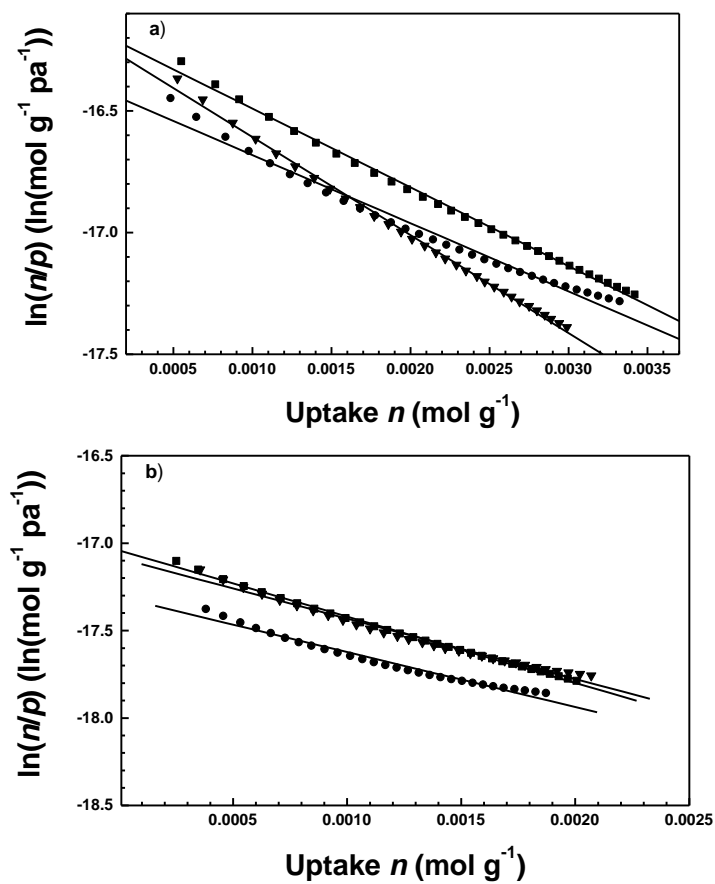 a)
-16.5
-17.0
-17.5
0.0005 0.0010 0.0015 0.0020 0.0025 0.0030 0.0035
ln(n/p) (ln(mol g⁻¹ pa⁻¹))
Uptake n (mol g⁻¹)
b)
-16.5
-17.0
-17.5
-18.0
-18.5
0.0005 0.0010 0.0015 0.0020 0.0025
ln(n/p) (ln(mol g⁻¹ pa⁻¹))
Uptake n (mol g⁻¹)